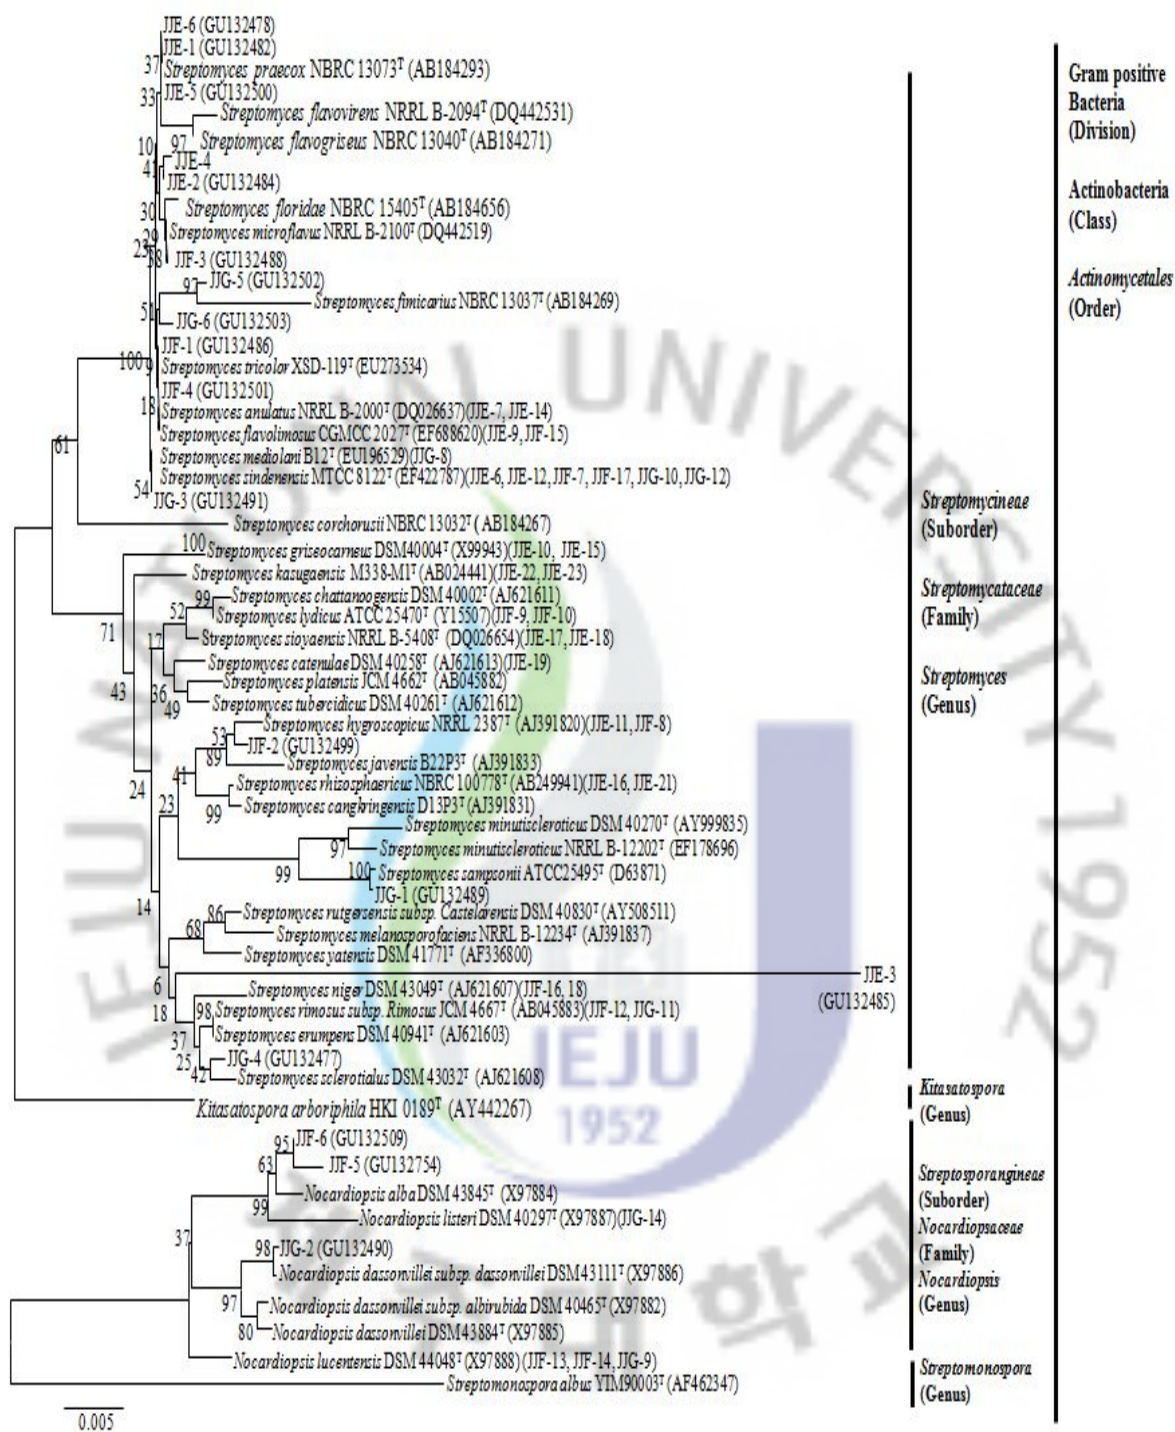 JJE-6 (GU132478)
JJE-1 (GU132482)
37
Streptomyces praecox NBRC 13073ᵀ (AB184293)
33
JJE-5 (GU132500)
Streptomyces flavovirens NRRL B-2094ᵀ (DQ442531)
97
Streptomyces flavogriseus NBRC 13040ᵀ (AB184271)
10
41
JJE-4
JJE-2 (GU132484)
30
Streptomyces floridae NBRC 15405ᵀ (AB184656)
Streptomyces microflavus NRRL B-2100ᵀ (DQ442519)
JJF-3 (GU132488)
97
JJG-5 (GU132502)
Streptomyces fimicarius NBRC 13037ᵀ (AB184269)
51
JJG-6 (GU132503)
JJF-1 (GU132486)
100
9
Streptomyces tricolor XSD-119ᵀ (EU273534)
JJF-4 (GU132501)
18
Streptomyces anulatus NRRL B-2000ᵀ (DQ026637)(JJE-7, JJE-14)
Streptomyces flavolimosus CGMCC 2027ᵀ (EF688620)(JJE-9, JJF-15)
61
Streptomyces mediolani B12ᵀ (EU196529)(JJG-8)
Streptomyces sindenensis MTCC 8122ᵀ (EF422787)(JJE-6, JJE-12, JJF-7, JJF-17, JJG-10, JJG-12)
54
JJG-3 (GU132491)
Streptomyces corchorusii NBRC 13032ᵀ ( AB184267)
100
Streptomyces griseocarneus DSM40004ᵀ (X99943)(JJE-10, JJE-15)
Streptomyces kasugaensis M338-M1ᵀ (AB024441)(JJE-22, JJE-23)
99
Streptomyces chattanoogensis DSM 40002ᵀ (AJ621611)
52
Streptomyces lydicus ATCC 25470ᵀ (Y15507)(JJF-9, JJF-10)
71
17
Streptomyces sioyaensis NRRL B-5408ᵀ (DQ026654)(JJE-17, JJE-18)
Streptomyces catenulae DSM 40258ᵀ (AJ621613)(JJE-19)
43
36
Streptomyces platensis JCM 4662ᵀ (AB045882)
49
Streptomyces tubercidicus DSM 40261ᵀ (AJ621612)
Streptomyces hygroscopicus NRRL 2387ᵀ (AJ391820)(JJE-11, JJF-8)
53
JJF-2 (GU132499)
89
Streptomyces javensis B22P3ᵀ (AJ391833)
41
Streptomyces rhizosphaericus NBRC 100778ᵀ (AB249941)(JJE-16, JJE-21)
24
23
99
Streptomyces cangkringensis D13P3ᵀ (AJ391831)
Streptomyces minutiscleroticus DSM 40270ᵀ (AY999835)
97
Streptomyces minutiscleroticus NRRL B-12202ᵀ (EF178696)
99
100
Streptomyces sampsonii ATCC25495ᵀ (D63871)
JJG-1 (GU132489)
14
86
Streptomyces rutgersensis subsp. Castelarensis DSM 40830ᵀ (AY508511)
68
Streptomyces melanosporofaciens NRRL B-12234ᵀ (AJ391837)
Streptomyces yatensis DSM 41771ᵀ (AF336800)
JJE-3
(GU132485)
6
Streptomyces niger DSM 43049ᵀ (AJ621607)(JJF-16, 18)
18
98
Streptomyces rimosus subsp. Rimosus JCM 4667ᵀ (AB045883)(JJF-12, JJG-11)
37
Streptomyces erumpens DSM 40941ᵀ (AJ621603)
25
JJG-4 (GU132477)
42
Streptomyces sclerotialus DSM 43032ᵀ (AJ621608)
Kitasatospora arboriphila HKI 0189ᵀ (AY442267)
95
JJF-6 (GU132509)
63
JJF-5 (GU132754)
Nocardiopsis alba DSM 43845ᵀ (X97884)
99
Nocardiopsis listeri DSM 40297ᵀ (X97887)(JJG-14)
37
98
JJG-2 (GU132490)
Nocardiopsis dassonvillei subsp. dassonvillei DSM43111ᵀ (X97886)
97
Nocardiopsis dassonvillei subsp. albirubida DSM 40465ᵀ (X97882)
80
Nocardiopsis dassonvillei DSM43884ᵀ (X97885)
Nocardiopsis lucentensis DSM 44048ᵀ (X97888) (JJF-13, JJF-14, JJG-9)
Streptomonospora albus YIM90003ᵀ (AF462347)
0.005
Streptomycineae
(Suborder)
Streptomycataceae
(Family)
Streptomyces
(Genus)
Kitasatospora
(Genus)
Streptosporangineae
(Suborder)
Nocardiopsaceae
(Family)
Nocardiopsis
(Genus)
Streptomonospora
(Genus)
Gram positive
Bacteria
(Division)
Actinobacteria
(Class)
Actinomycetales
(Order)
JEJU NATIONAL UNIVERSITY 1952
JEJU
1952
제주대학교